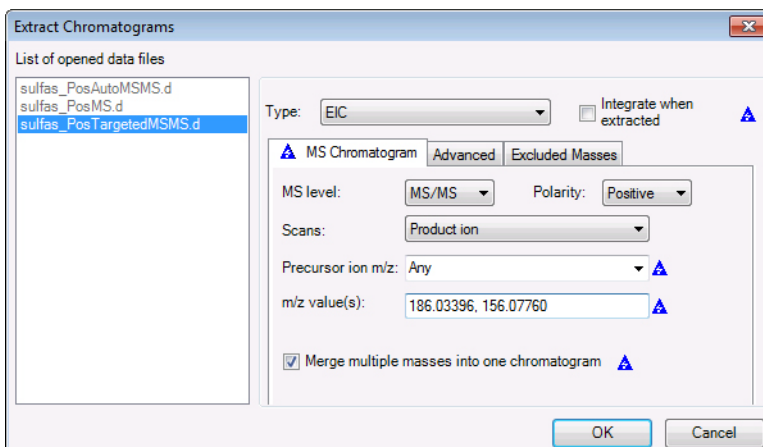 Extract Chromatograms
List of opened data files
sulfas_PosAutoMSMS.d
sulfas_PosMS.d
sulfas_PosTargetedMSMS.d
Type: EIC
Integrate when
extracted
MS Chromatogram Advanced Excluded Masses
MS level: MS/MS Polarity: Positive
Scans: Product ion
Precursor ion m/z: Any
m/z value(s): 186.03396, 156.07760
Merge multiple masses into one chromatogram
OK Cancel